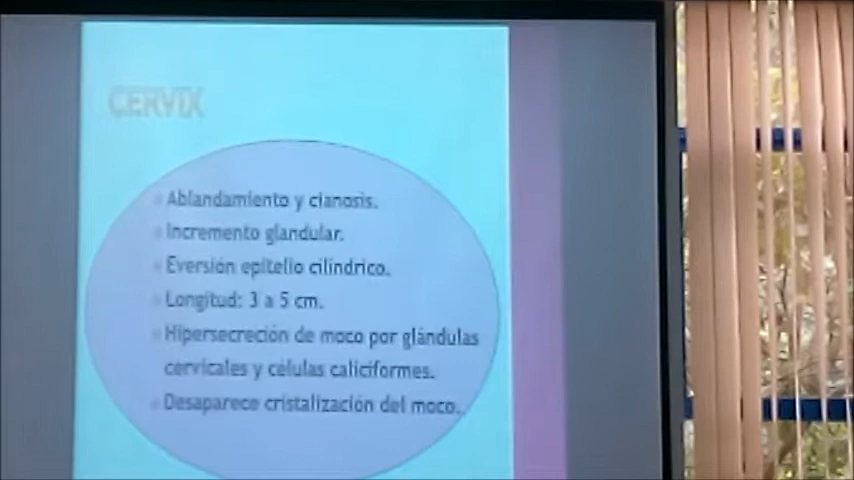 CERVIX
Ablandamiento y cianosis.
Incremento glandular.
Eversión epitelio cilíndrico.
Longitud: 3 a 5 cm.
Hipersecreción de moco por glándulas
cervicales y células caliciformes.
Desaparece cristalización del moco.